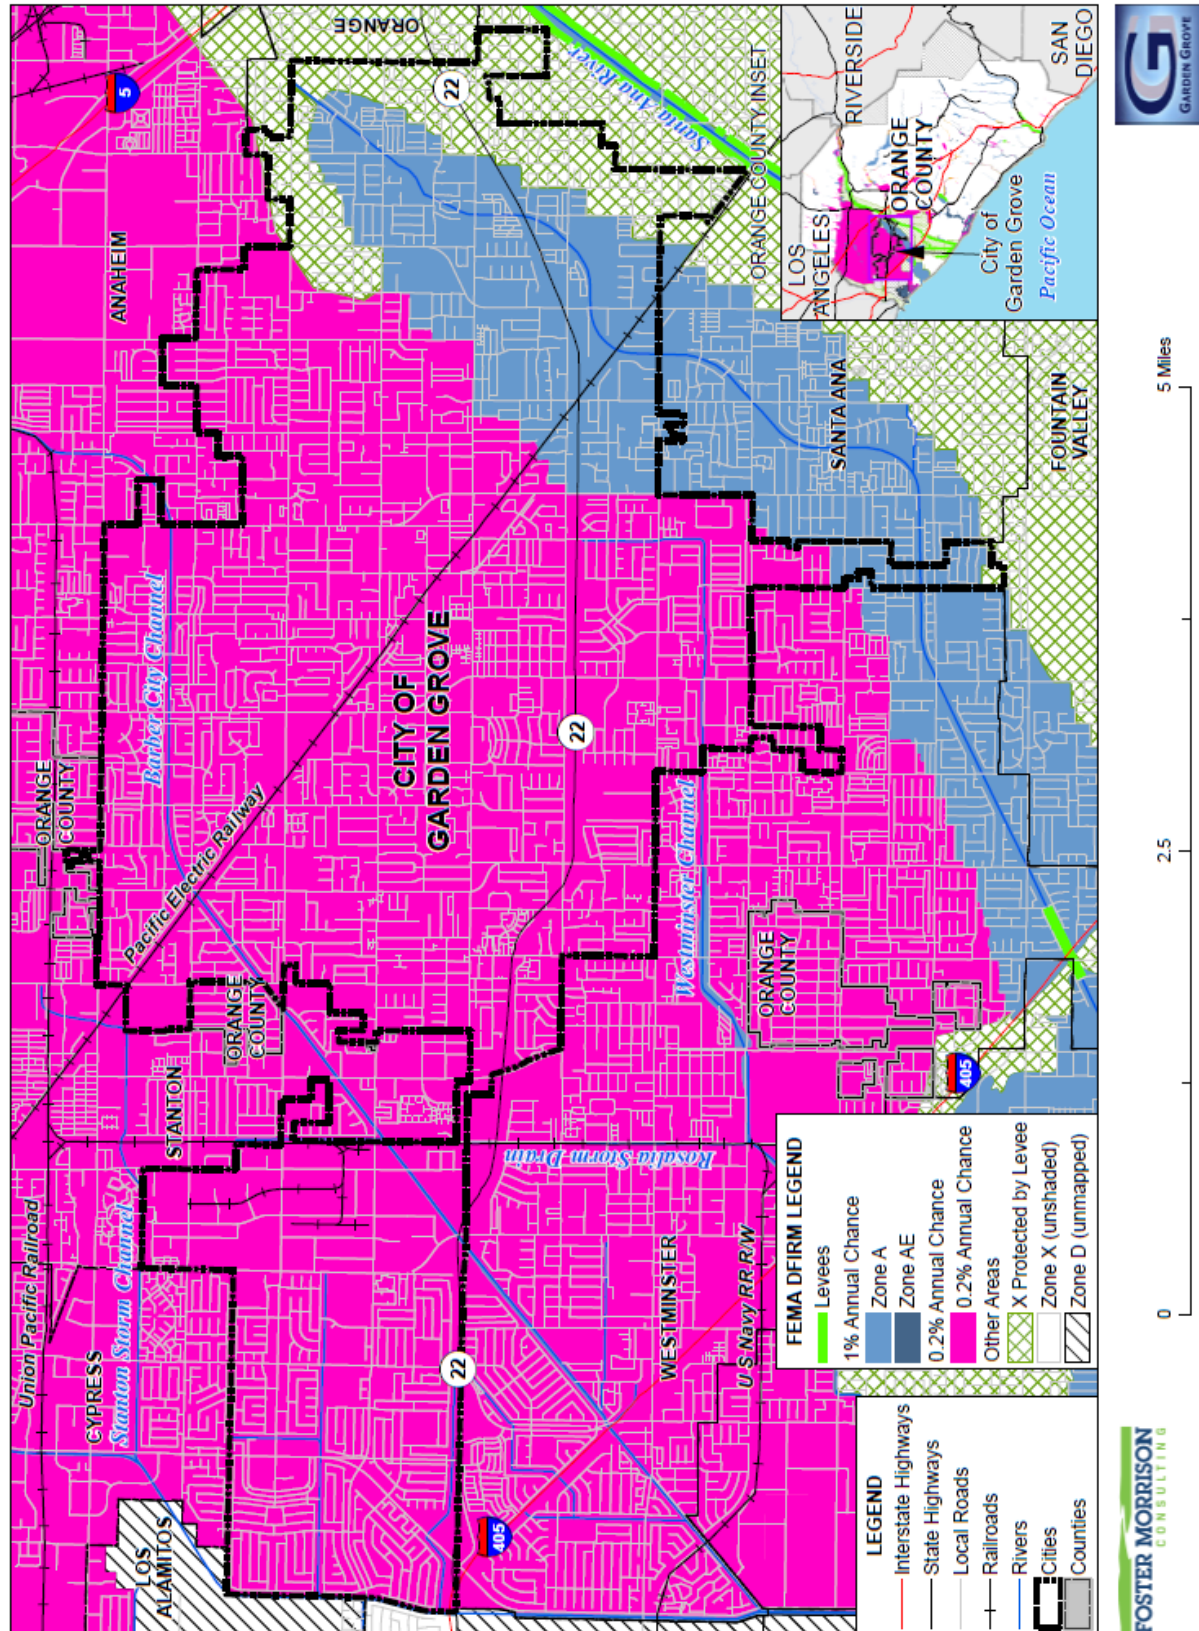 ORANGE
5
ANAHEIM
22
Santa And River
ORANGE COUNTY INSET
LOS
ANGELES
RIVERSIDE
ORANGE
COUNTY
SAN
DIEGO
City of
Garden Grove
Pacific Ocean
G
GARDEN GROVE
ORANGE
COUNTY
Baber City Channel
Pacific Electric Railway
CITY OF
GARDEN GROVE
22
SANTA ANA
FOUNTAIN
VALLEY
Westminster Channel
ORANGE
COUNTY
STANTON
ORANGE
COUNTY
405
Union Pacific Railroad
CYPRESS
Stanton Storm Channel
LOS
ALAMITOS
22
405
Rosalia Storm Drain
WESTMINSTER
U S Navy RR R/W
LEGEND
Interstate Highways
State Highways
Local Roads
Railroads
Rivers
Cities
Counties
FEMA DFIRM LEGEND
Levees
1% Annual Chance
Zone A
Zone AE
0.2% Annual Chance
0.2% Annual Chance
Other Areas
X Protected by Levee
Zone X (unshaded)
Zone D (unmapped)
0
2.5
5 Miles
FOSTER MORRISON
CONSULTING